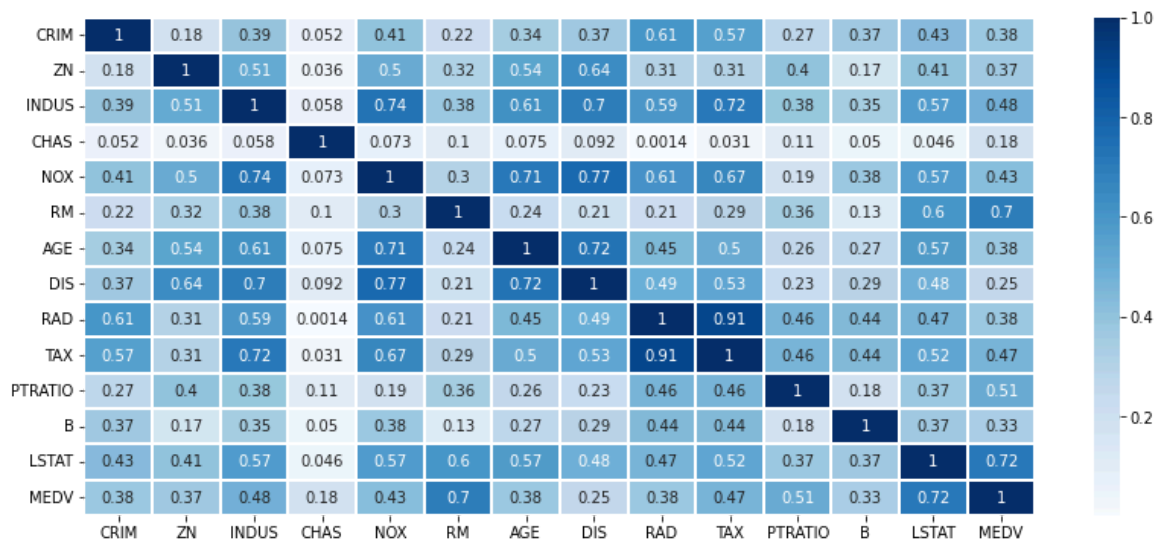 CRIM 1 0.18 0.39 0.052 0.41 0.22 0.34 0.37 0.61 0.57 0.27 0.37 0.43 0.38
ZN 0.18 1 0.51 0.036 0.5 0.32 0.54 0.64 0.31 0.31 0.4 0.17 0.41 0.37
INDUS 0.39 0.51 1 0.058 0.74 0.38 0.61 0.7 0.59 0.72 0.38 0.35 0.57 0.48
CHAS 0.052 0.036 0.058 1 0.073 0.1 0.075 0.092 0.0014 0.031 0.11 0.05 0.046 0.18
NOX 0.41 0.5 0.74 0.073 1 0.3 0.71 0.77 0.61 0.67 0.19 0.38 0.57 0.43
RM 0.22 0.32 0.38 0.1 0.3 1 0.24 0.21 0.21 0.29 0.36 0.13 0.6 0.7
AGE 0.34 0.54 0.61 0.075 0.71 0.24 1 0.72 0.45 0.5 0.26 0.27 0.57 0.38
DIS 0.37 0.64 0.7 0.092 0.77 0.21 0.72 1 0.49 0.53 0.23 0.29 0.48 0.25
RAD 0.61 0.31 0.59 0.0014 0.61 0.21 0.45 0.49 1 0.91 0.46 0.44 0.47 0.38
TAX 0.57 0.31 0.72 0.031 0.67 0.29 0.5 0.53 0.91 1 0.46 0.44 0.52 0.47
PTRATIO 0.27 0.4 0.38 0.11 0.19 0.36 0.26 0.23 0.46 0.46 1 0.18 0.37 0.51
B 0.37 0.17 0.35 0.05 0.38 0.13 0.27 0.29 0.44 0.44 0.18 1 0.37 0.33
LSTAT 0.43 0.41 0.57 0.046 0.57 0.6 0.57 0.48 0.47 0.52 0.37 0.37 1 0.72
MEDV 0.38 0.37 0.48 0.18 0.43 0.7 0.38 0.25 0.38 0.47 0.51 0.33 0.72 1
CRIM ZN INDUS CHAS NOX RM AGE DIS RAD TAX PTRATIO B LSTAT MEDV
1.0
0.8
0.6
0.4
0.2